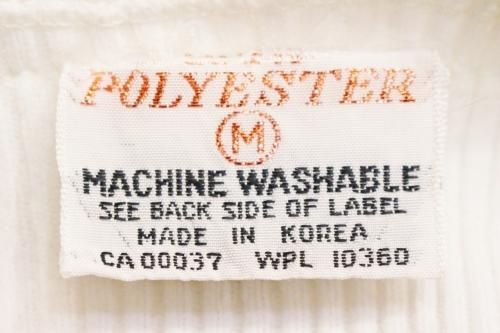 POLYESTER
M
MACHINE WASHABLE
SEE BACK SIDE OF LABEL
MADE IN KOREA
CA 00037 WPL 10360